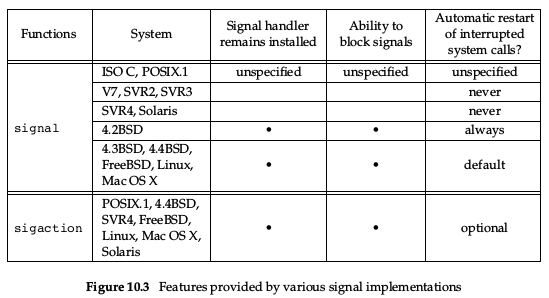 Functions System Signal handler remains installed Ability to block signals Automatic restart of interrupted system calls?
signal
ISO C, POSIX.1 unspecified unspecified unspecified
V7, SVR2, SVR3 never
SVR4, Solaris never
4.2BSD • • always
4.3BSD, 4.4BSD,
FreeBSD, Linux,
Mac OS X
• • default
sigaction
POSIX.1, 4.4BSD,
SVR4, FreeBSD,
Linux, Mac OS X,
Solaris
• • optional
Figure 10.3 Features provided by various signal implementations